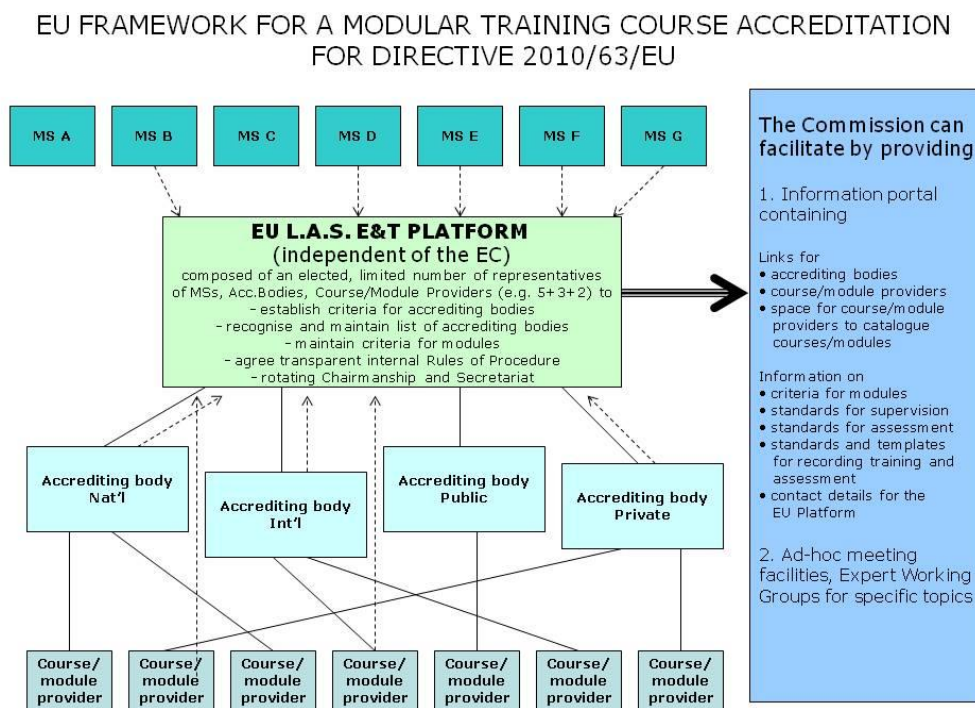 EU FRAMEWORK FOR A MODULAR TRAINING COURSE ACCREDITATION
FOR DIRECTIVE 2010/63/EU
MS A
MS B
MS C
MS D
MS E
MS F
MS G
EU L.A.S. E&T PLATFORM
(independent of the EC)
composed of an elected, limited number of representatives
of MSs, Acc.Bodies, Course/Module Providers (e.g. 5+3+2) to
- establish criteria for accrediting bodies
- recognise and maintain list of accrediting bodies
- maintain criteria for modules
- agree transparent internal Rules of Procedure
- rotating Chairmanship and Secretariat
Accrediting body
Nat'l
Accrediting body
Int'l
Accrediting body
Public
Accrediting body
Private
Course/
module
provider
Course/
module
provider
Course/
module
provider
Course/
module
provider
Course/
module
provider
Course/
module
provider
Course/
module
provider
The Commission can
facilitate by providing
1. Information portal
containing
Links for
• accrediting bodies
• course/module providers
• space for course/module
providers to catalogue
courses/modules
Information on
• criteria for modules
• standards for supervision
• standards for assessment
• standards and templates
for recording training and
assessment
• contact details for the
EU Platform
2. Ad-hoc meeting
facilities, Expert Working
Groups for specific topics